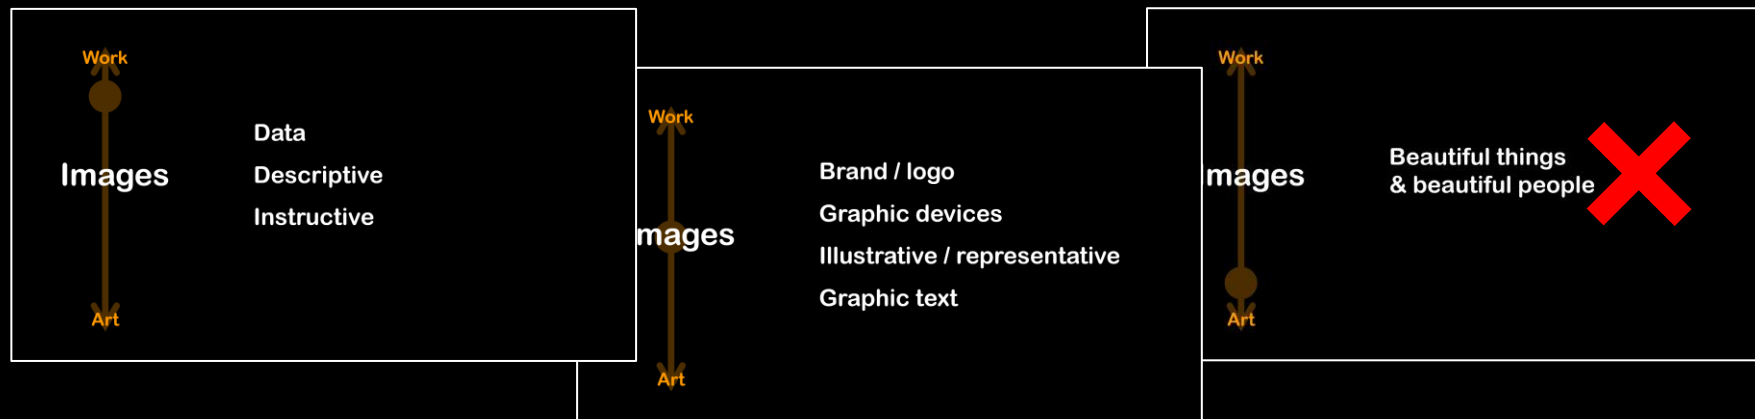 Work
Images
Art
Data
Descriptive
Instructive
Work
mages
Art
Brand / logo
Graphic devices
Illustrative / representative
Graphic text
Work
mages
Art
Beautiful things
& beautiful people